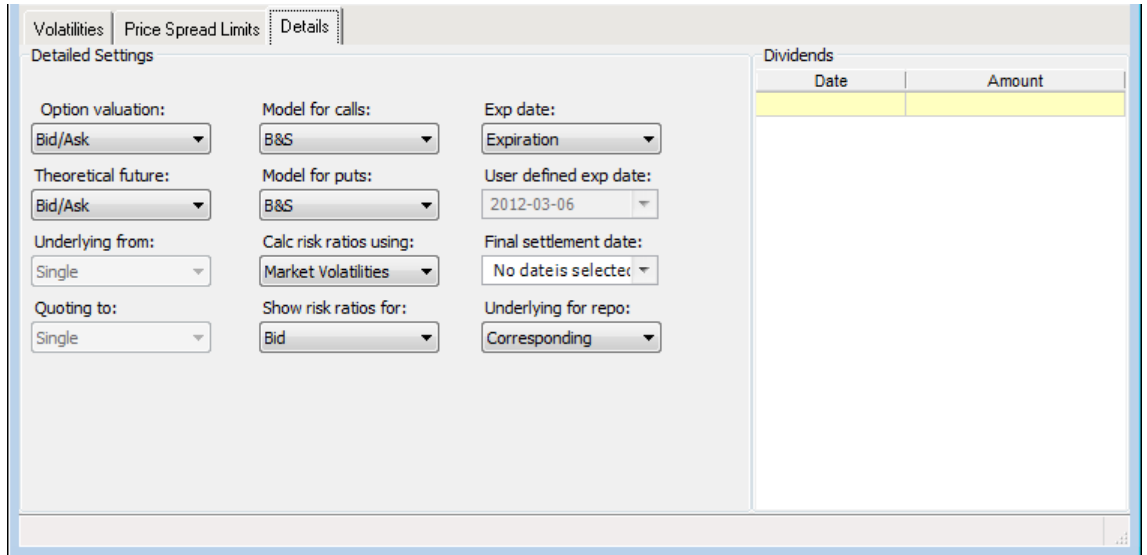 Volatilities Price Spread Limits Details
Detailed Settings
Dividends
Date Amount
Option valuation: Model for calls: Exp date:
Bid/Ask B&S Expiration
Theoretical future: Model for puts: User defined exp date:
Bid/Ask B&S 2012-03-06
Underlying from: Calc risk ratios using: Final settlement date:
Single Market Volatilities No dateis selected
Quoting to: Show risk ratios for: Underlying for repo:
Single Bid Corresponding